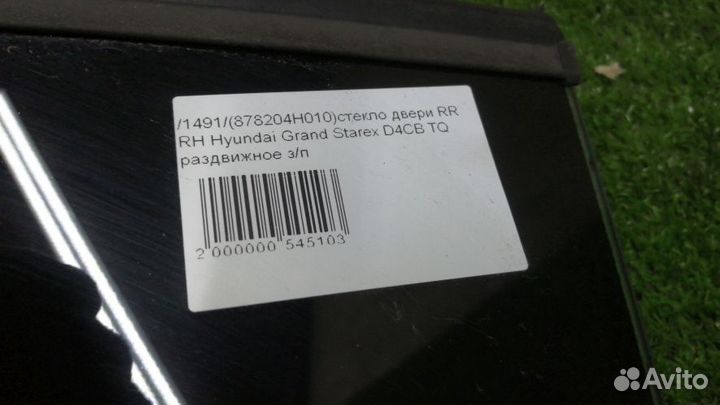 /1491/(878204H010)стекло двери RR
RH Hyundai Grand Starex D4CB TQ
раздвижное з/п
2 000000 545103
Avito